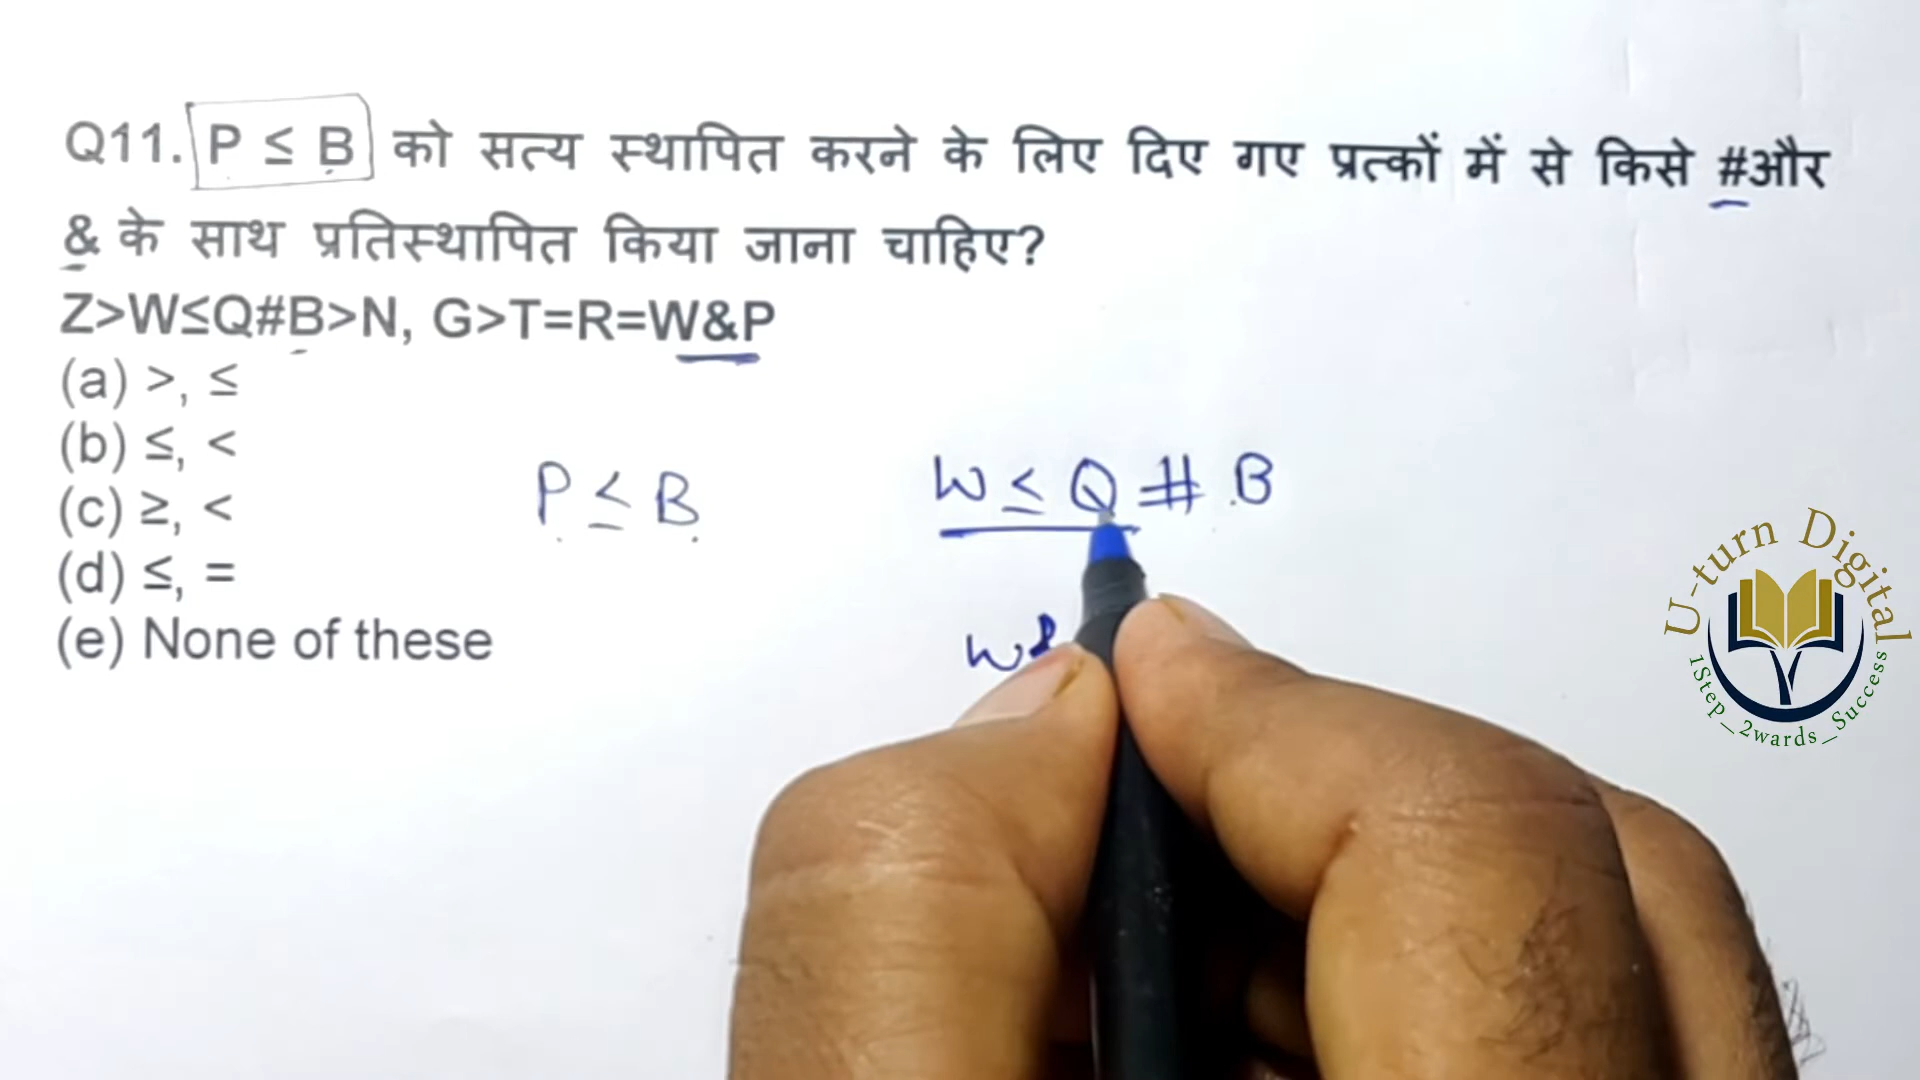 Q11. P ≤ B को सत्य स्थापित करने के लिए दिए गए प्रत्कों में से किसे #और
& के साथ प्रतिस्थापित किया जाना चाहिए?
Z>W≤Q#B>N, G>T=R=W&P
(a) >, ≤
(b) ≤, <
(c) ≥, <
(d) ≤, =
(e) None of these
P ≤ B
W ≤ Q # B
W&
U-turn Digital
1Step_2wards_Success